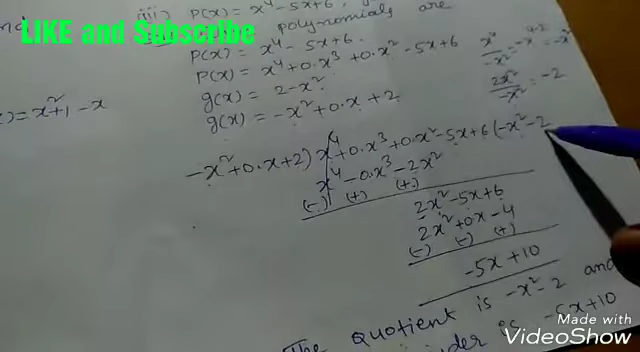 iii) P(x) = x⁴ - 5x + 6,
polynomials are
LIKE and Subscribe
P(x) = x⁴ - 5x + 6.
P(x) = x⁴ + 0.x³ + 0.x² - 5x + 6
g(x) = 2 - x²
g(x) = -x² + 0.x + 2
x⁴/-x² = -x⁴⁻² = -x²
2x²/-x² = -2
) = x² + 1 - x
-x² + 0.x + 2) x⁴ + 0.x³ + 0.x² - 5x + 6 (-x² - 2
x⁴ - 0.x³ - 2x²
(-) (+) (+)
2x² - 5x + 6
2x² + 0x - 4
(-) (-) (+)
-5x + 10
The quotient is -x² - 2 and
is -5x + 10
Made with
VideoShow